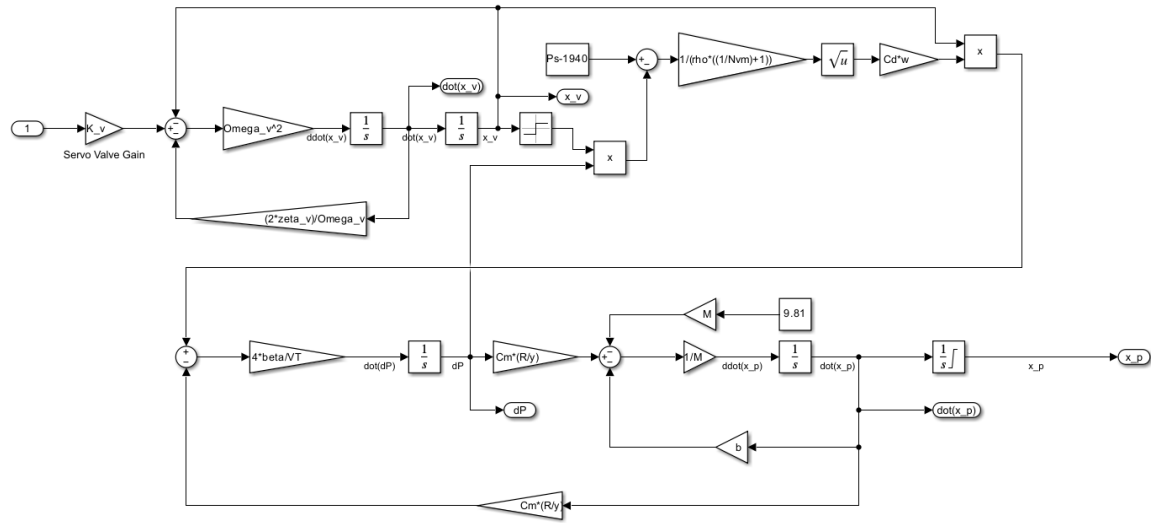 1
K_v
Servo Valve Gain
+
−
−
Omega_v^2
ddot(x_v)
1
s
dot(x_v)
dot(x_v)
1
s
x_v
x_v
(2*zeta_v)/Omega_v
x
Ps-1940
+
−
1/(rho*((1/Nvm)+1))
√u
Cd*w
x
+
−
4*beta/VT
dot(dP)
1
s
dP
dP
Cm*(R/y)
+
−
−
M
9.81
1/M
ddot(x_p)
1
s
dot(x_p)
dot(x_p)
1
s
x_p
x_p
b
Cm*(R/y)